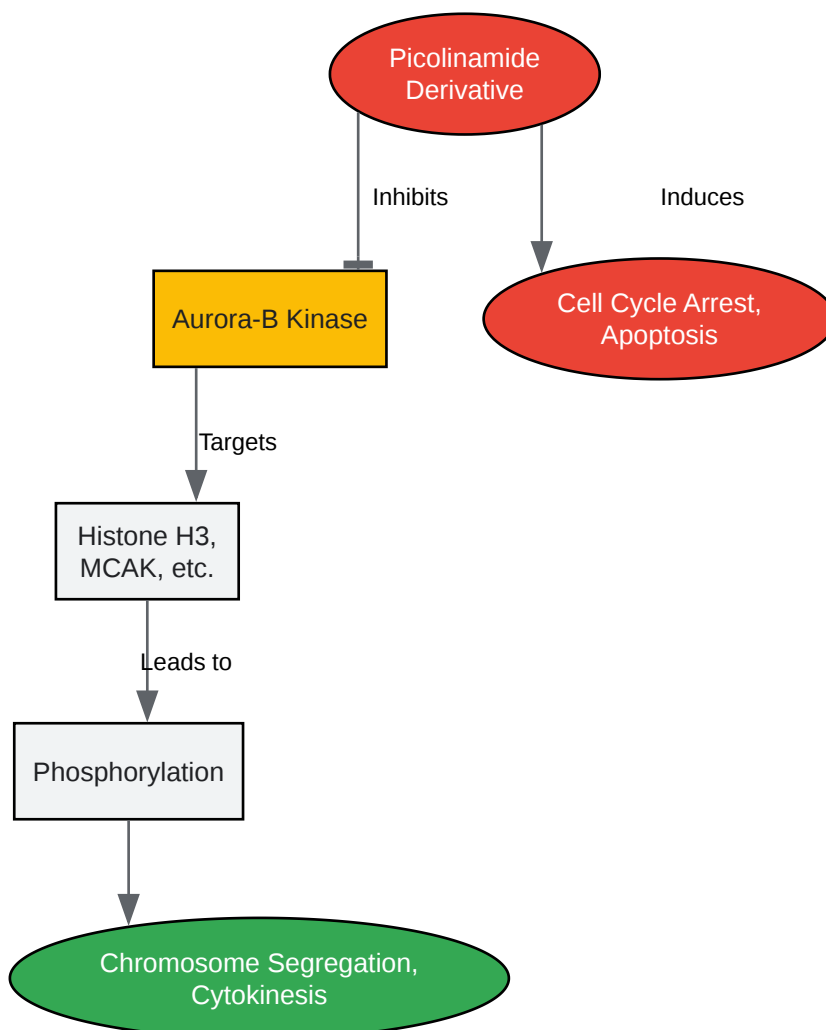 Picolinamide
Derivative
Inhibits
Induces
Aurora-B Kinase
Cell Cycle Arrest,
Apoptosis
Targets
Histone H3,
MCAK, etc.
Leads to
Phosphorylation
Chromosome Segregation,
Cytokinesis